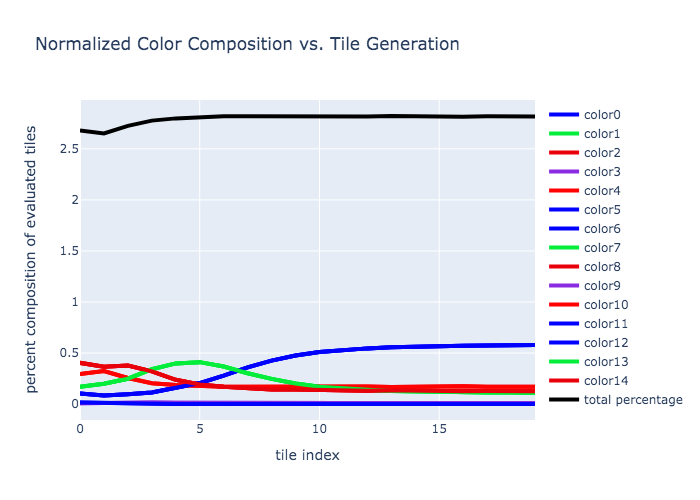 Normalized Color Composition vs. Tile Generation
percent composition of evaluated tiles
2.5
2
1.5
1
0.5
0
0
5
10
15
tile index
color0
color1
color2
color3
color4
color5
color6
color7
color8
color9
color10
color11
color12
color13
color14
total percentage